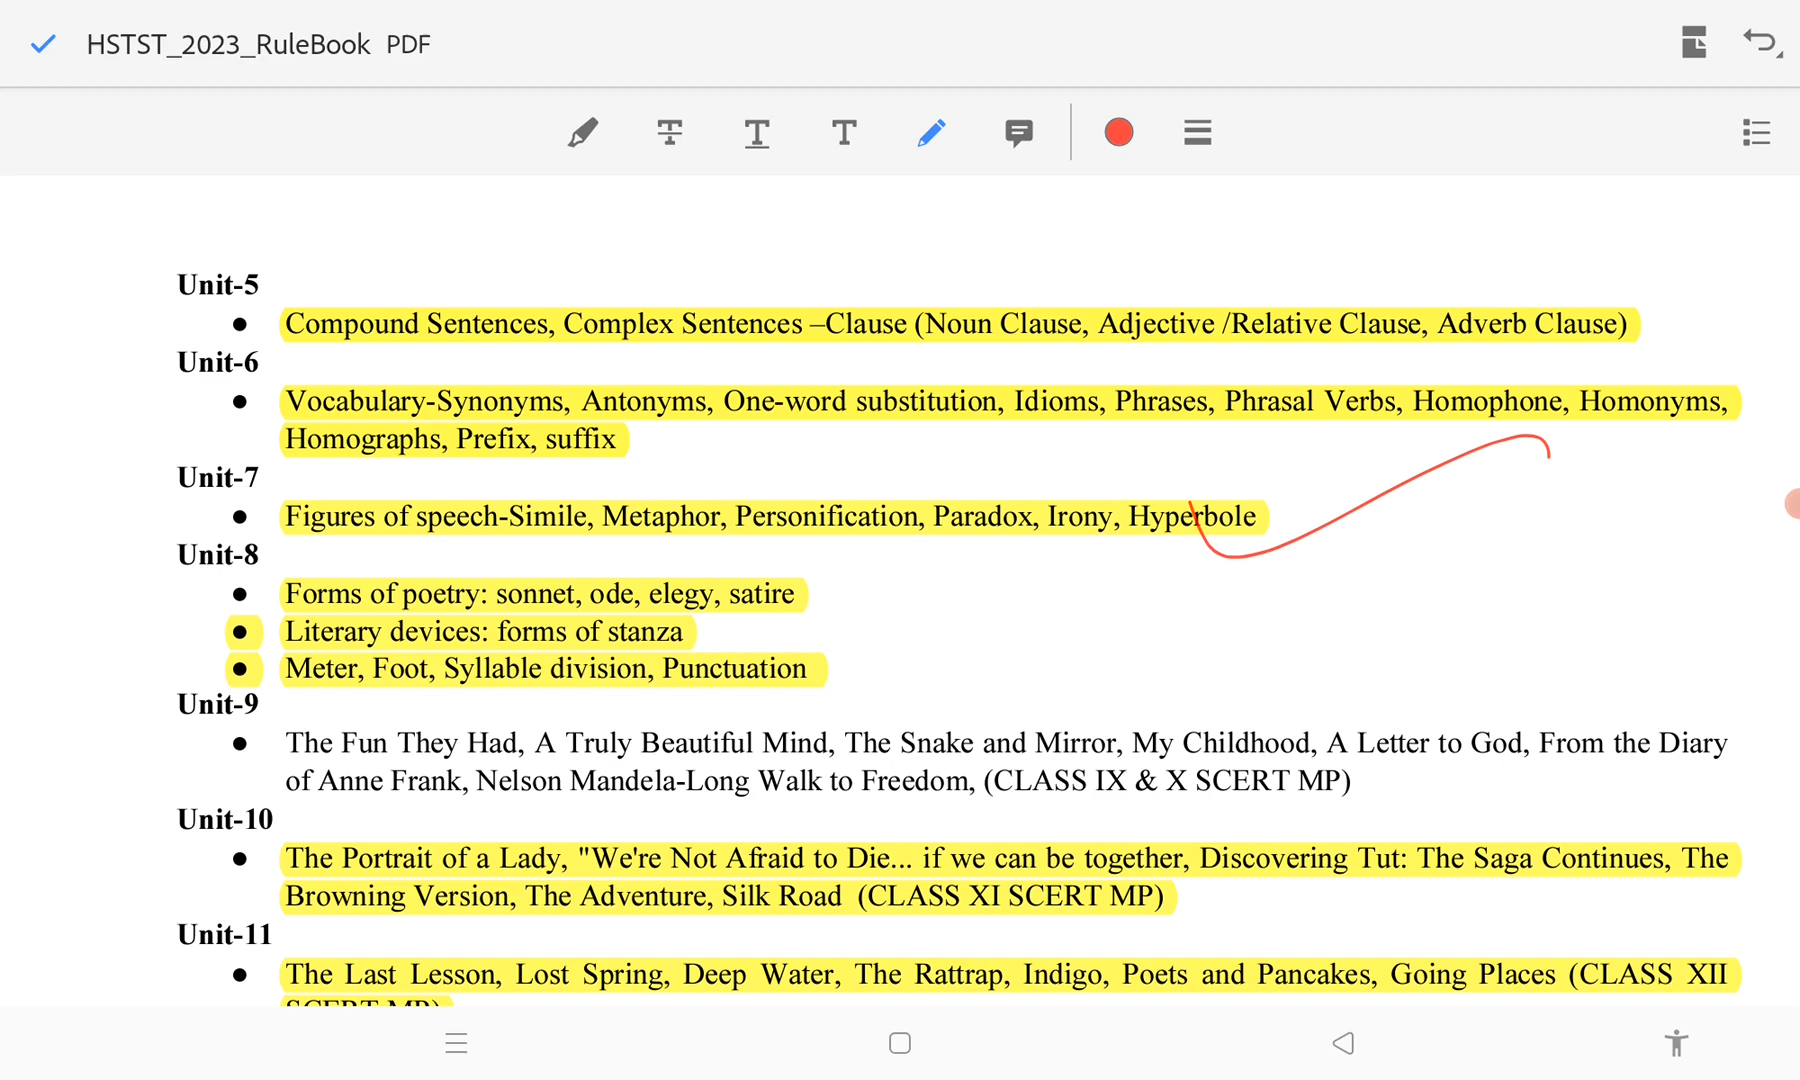 HSTST_2023_RuleBook PDF
Unit-5
● Compound Sentences, Complex Sentences –Clause (Noun Clause, Adjective /Relative Clause, Adverb Clause)
Unit-6
● Vocabulary-Synonyms, Antonyms, One-word substitution, Idioms, Phrases, Phrasal Verbs, Homophone, Homonyms,
Homographs, Prefix, suffix
Unit-7
● Figures of speech-Simile, Metaphor, Personification, Paradox, Irony, Hyperbole
Unit-8
● Forms of poetry: sonnet, ode, elegy, satire
● Literary devices: forms of stanza
● Meter, Foot, Syllable division, Punctuation
Unit-9
● The Fun They Had, A Truly Beautiful Mind, The Snake and Mirror, My Childhood, A Letter to God, From the Diary
of Anne Frank, Nelson Mandela-Long Walk to Freedom, (CLASS IX & X SCERT MP)
Unit-10
● The Portrait of a Lady, "We're Not Afraid to Die... if we can be together, Discovering Tut: The Saga Continues, The
Browning Version, The Adventure, Silk Road (CLASS XI SCERT MP)
Unit-11
● The Last Lesson, Lost Spring, Deep Water, The Rattrap, Indigo, Poets and Pancakes, Going Places (CLASS XII
SCERT MP)